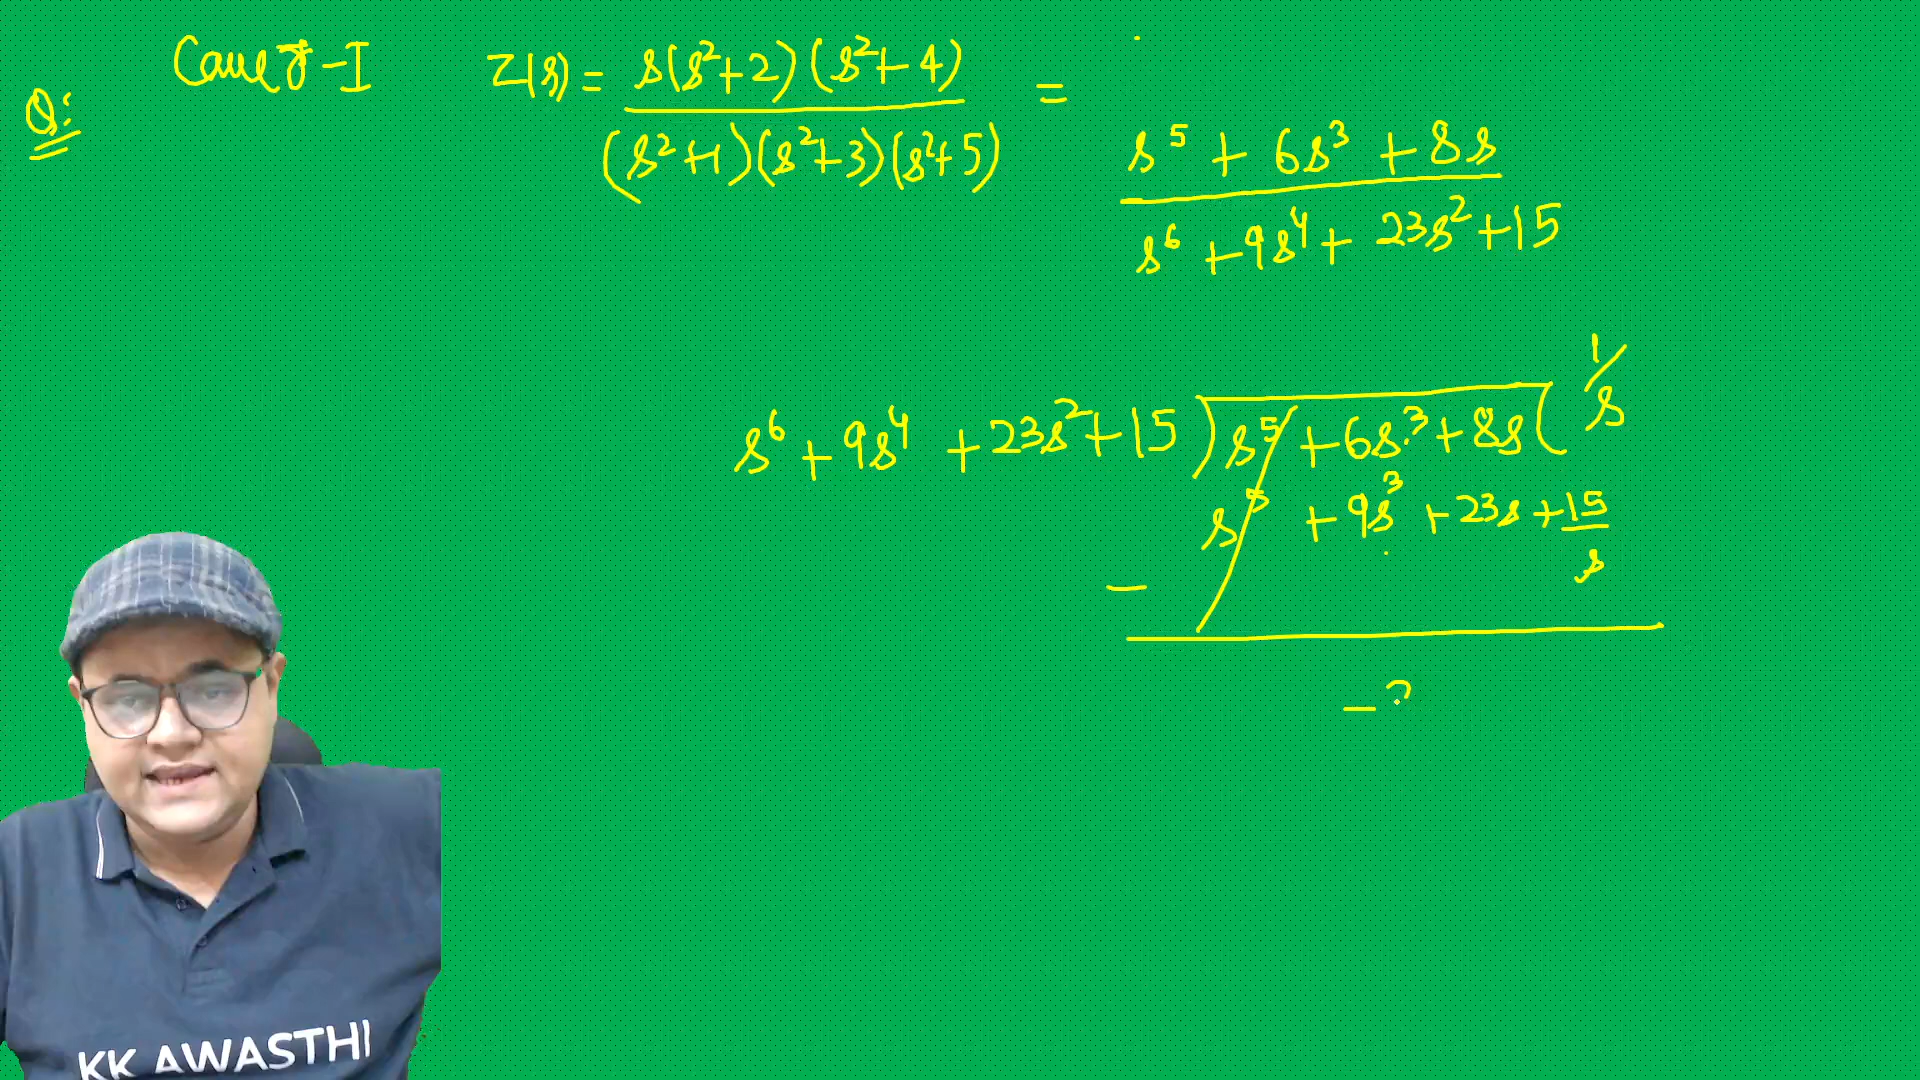 Q:
Cauer-I Z(s) = s(s²+2)(s²+4) / (s²+1)(s²+3)(s²+5) =
s⁵ + 6s³ + 8s
s⁶ + 9s⁴ + 23s² + 15
1/s
s⁶ + 9s⁴ + 23s² + 15 ) s⁵ + 6s³ + 8s (
s⁵ + 9s³ + 23s + 15/s
−
− ?
KK AWASTHI